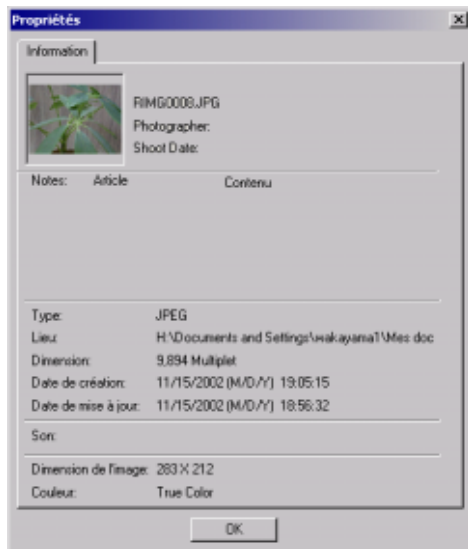 Propriétés
Information
RIMG0008.JPG
Photographer:
Shoot Date:
Notes: Article Contenu
Type: JPEG
Lieu: H:\Documents and Settings\wakayama1\Mes doc
Dimension: 9,894 Multiplet
Date de création: 11/15/2002 (M/D/Y) 19:05:15
Date de mise à jour: 11/15/2002 (M/D/Y) 18:56:32
Son:
Dimension de l'image: 283 X 212
Couleur: True Color
OK